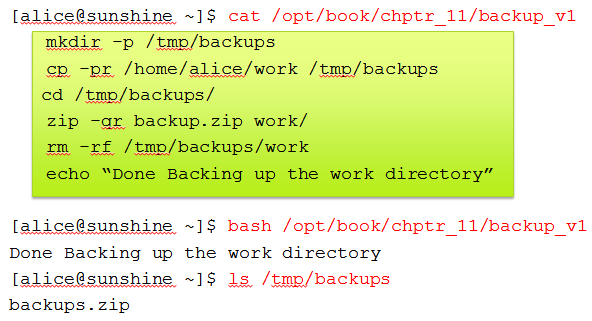 [alice@sunshine ~]$ cat /opt/book/chptr_11/backup_v1
mkdir -p /tmp/backups
cp -pr /home/alice/work /tmp/backups
cd /tmp/backups/
zip -qr backup.zip work/
rm -rf /tmp/backups/work
echo “Done Backing up the work directory”
[alice@sunshine ~]$ bash /opt/book/chptr_11/backup_v1
Done Backing up the work directory
[alice@sunshine ~]$ ls /tmp/backups
backups.zip